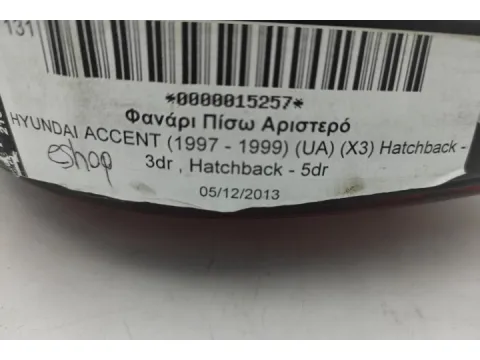 131
*0000015257*
Φανάρι Πίσω Αριστερό
HYUNDAI ACCENT (1997 - 1999) (UA) (X3) Hatchback -
3dr , Hatchback - 5dr
eshop
05/12/2013